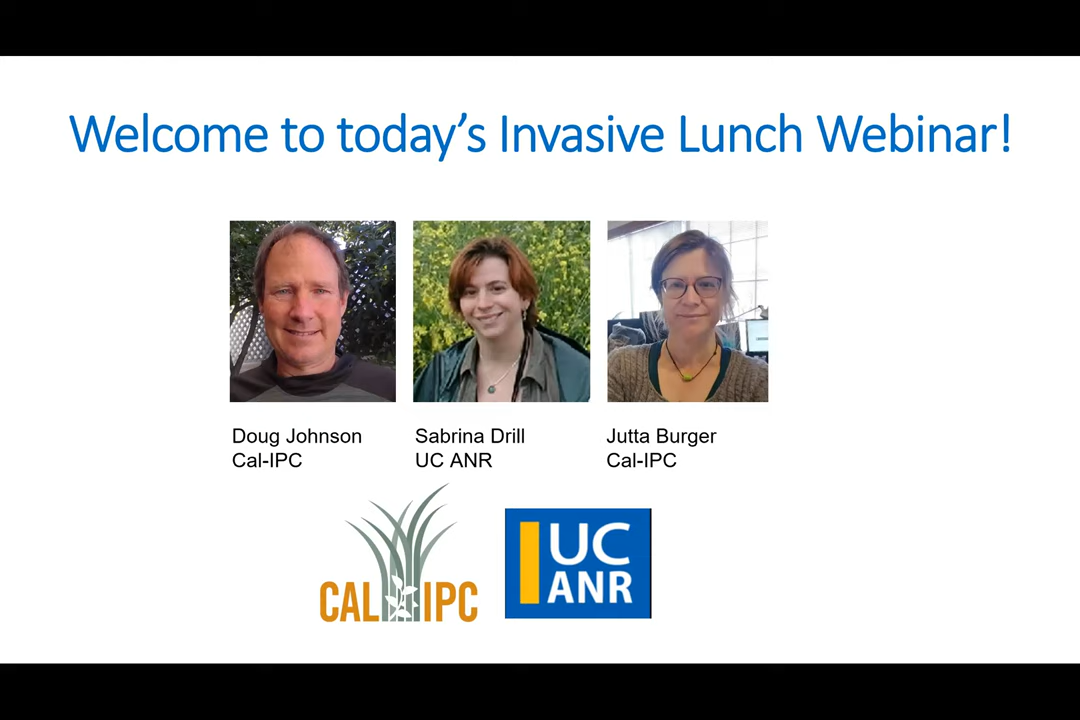 Welcome to today's Invasive Lunch Webinar!
Doug Johnson
Cal-IPC
Sabrina Drill
UC ANR
Jutta Burger
Cal-IPC
CAL IPC
UC
ANR